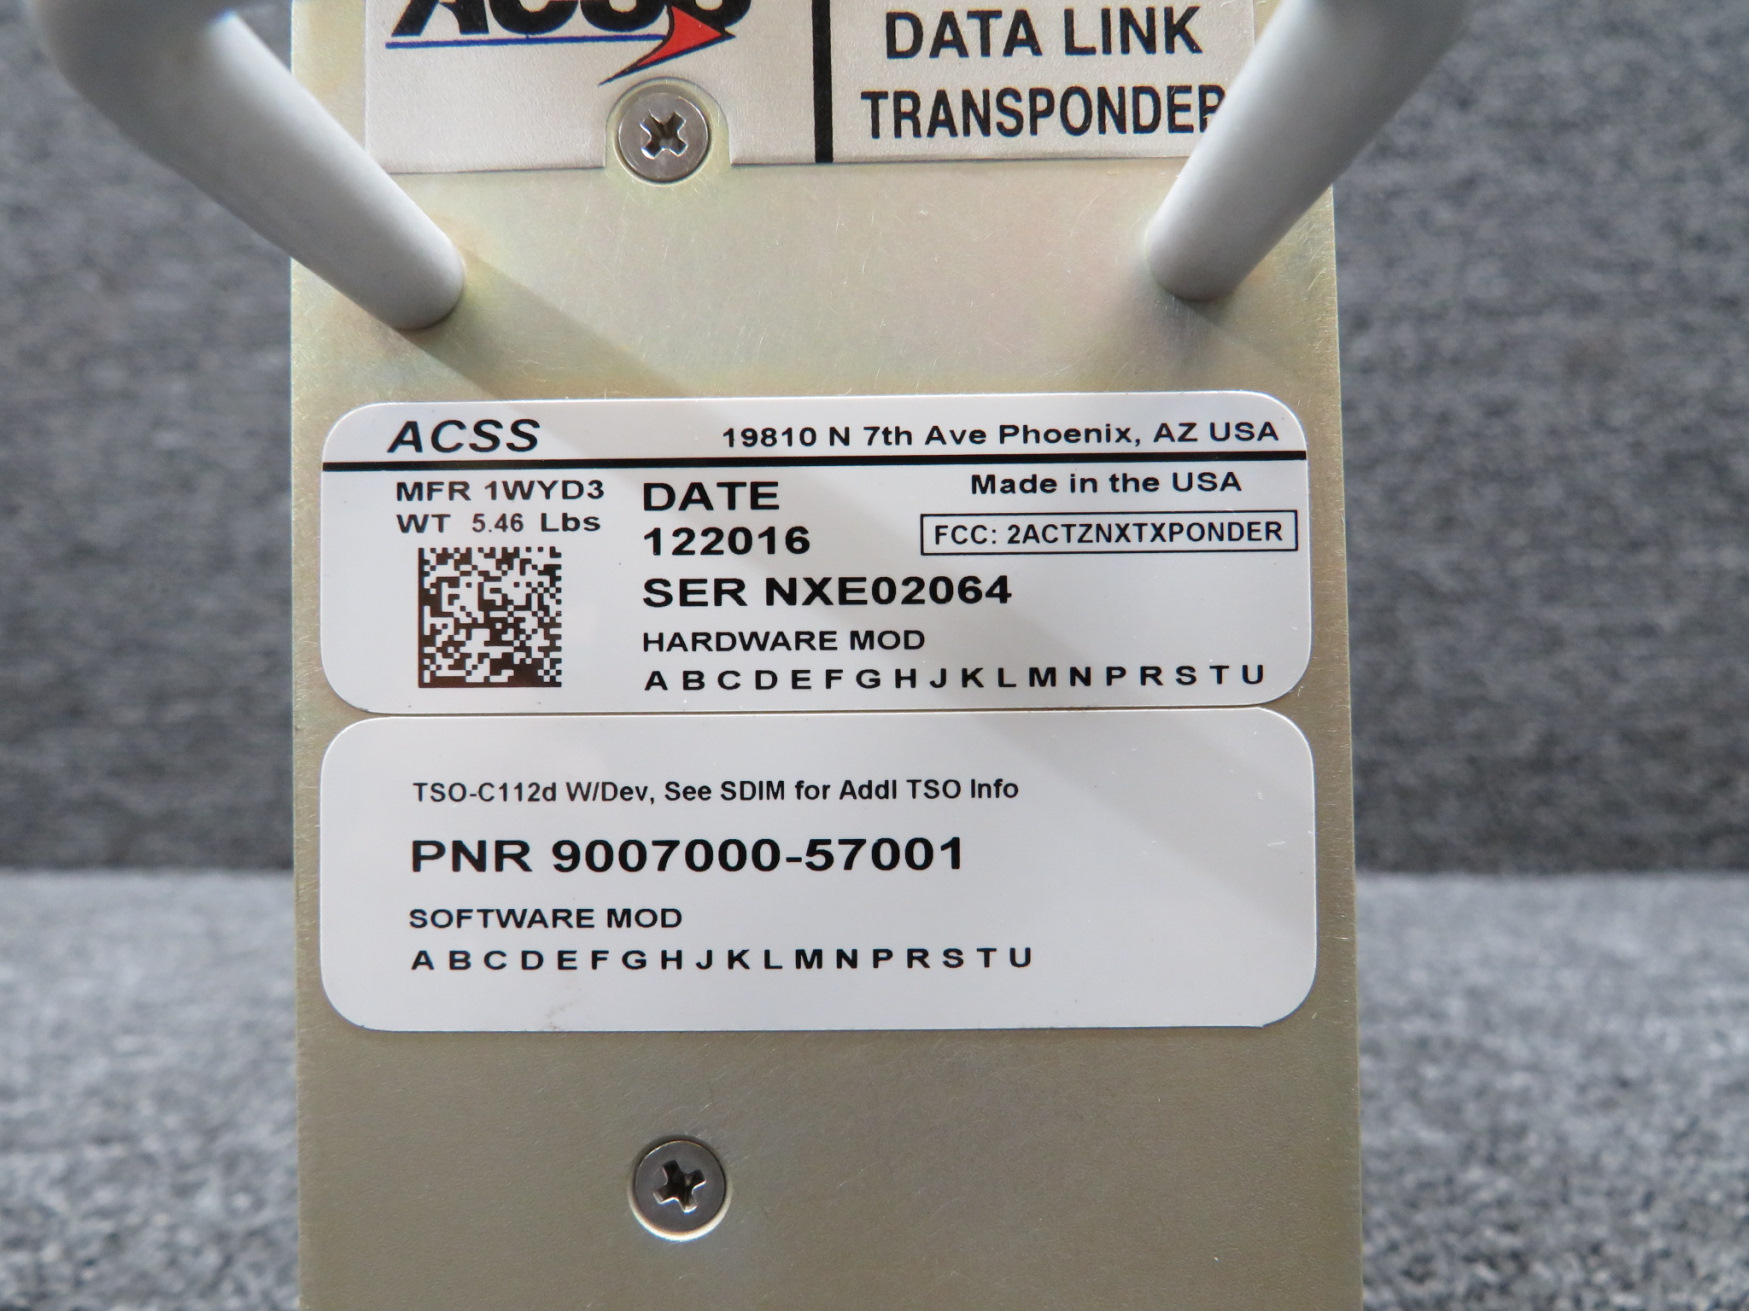 ACSS
DATA LINK
TRANSPONDER
ACSS
19810 N 7th Ave Phoenix, AZ USA
MFR 1WYD3
WT 5.46 Lbs
DATE
122016
Made in the USA
FCC: 2ACTZNXTXPONDER
SER NXE02064
HARDWARE MOD
A B C D E F G H J K L M N P R S T U
TSO-C112d W/Dev, See SDIM for Addl TSO Info
PNR 9007000-57001
SOFTWARE MOD
A B C D E F G H J K L M N P R S T U